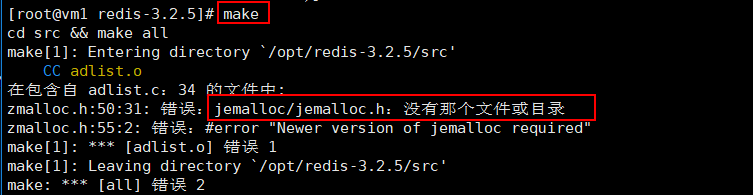 [root@vm1 redis-3.2.5]# make
cd src && make all
make[1]: Entering directory `/opt/redis-3.2.5/src'
    CC adlist.o
在包含自 adlist.c：34 的文件中:
zmalloc.h:50:31: 错误：jemalloc/jemalloc.h：没有那个文件或目录
zmalloc.h:55:2: 错误：#error "Newer version of jemalloc required"
make[1]: *** [adlist.o] 错误 1
make[1]: Leaving directory `/opt/redis-3.2.5/src'
make: *** [all] 错误 2